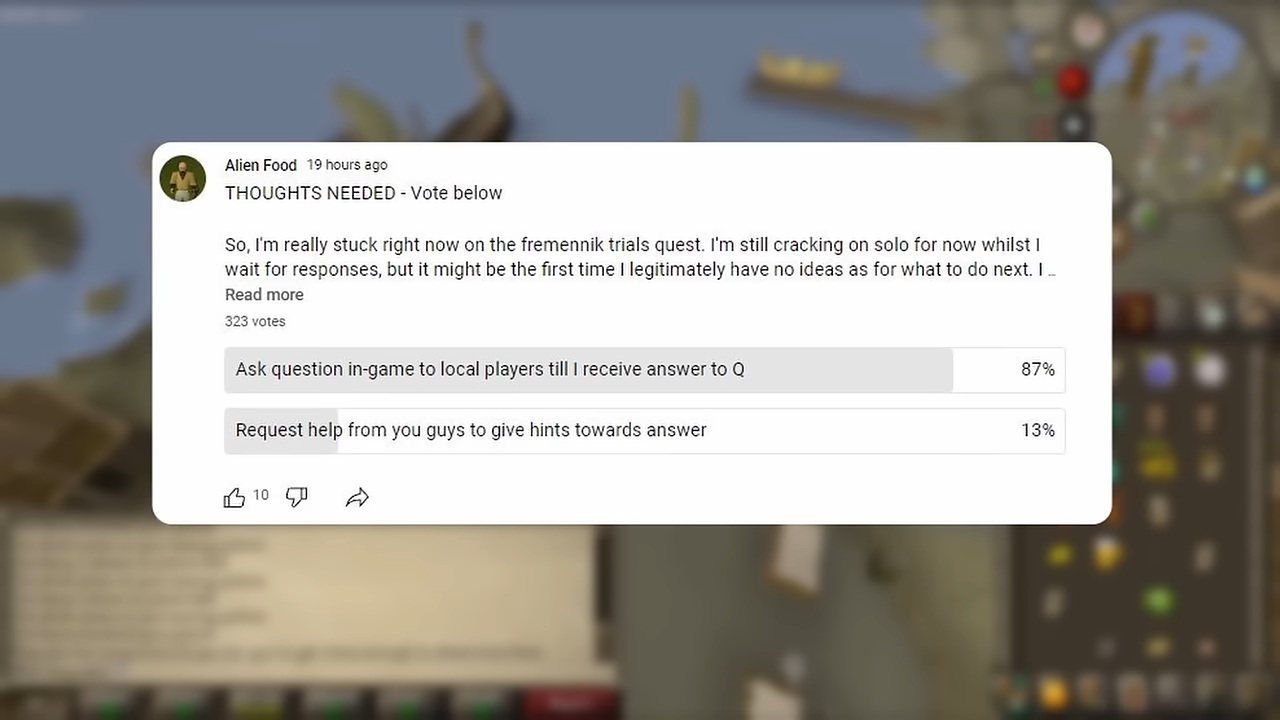 Alien Food 19 hours ago
THOUGHTS NEEDED - Vote below
So, I'm really stuck right now on the fremennik trials quest. I'm still cracking on solo for now whilst I
wait for responses, but it might be the first time I legitimately have no ideas as for what to do next. I ...
Read more
323 votes
Ask question in-game to local players till I receive answer to Q 87%
Request help from you guys to give hints towards answer 13%
10